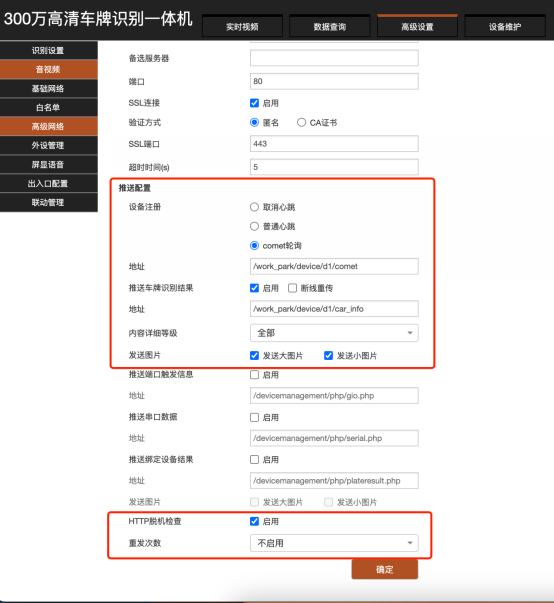 300万高清车牌识别一体机
实时视频 数据查询 高级设置 设备维护
识别设置
音视频
基础网络
白名单
高级网络
外设管理
屏显语音
出入口配置
联动管理
备选服务器
端口 80
SSL连接 启用
验证方式 匿名 CA证书
SSL端口 443
超时时间(s) 5
推送配置
设备注册 取消心跳
普通心跳
comet轮询
地址 /work_park/device/d1/comet
推送车牌识别结果 启用 断线重传
地址 /work_park/device/d1/car_info
内容详细等级 全部
发送图片 发送大图片 发送小图片
推送端口触发信息 启用
地址 /devicemanagement/php/gio.php
推送串口数据 启用
地址 /devicemanagement/php/serial.php
推送绑定设备结果 启用
地址 /devicemanagement/php/plateresult.php
发送图片 发送大图片 发送小图片
HTTP脱机检查 启用
重发次数 不启用
确定